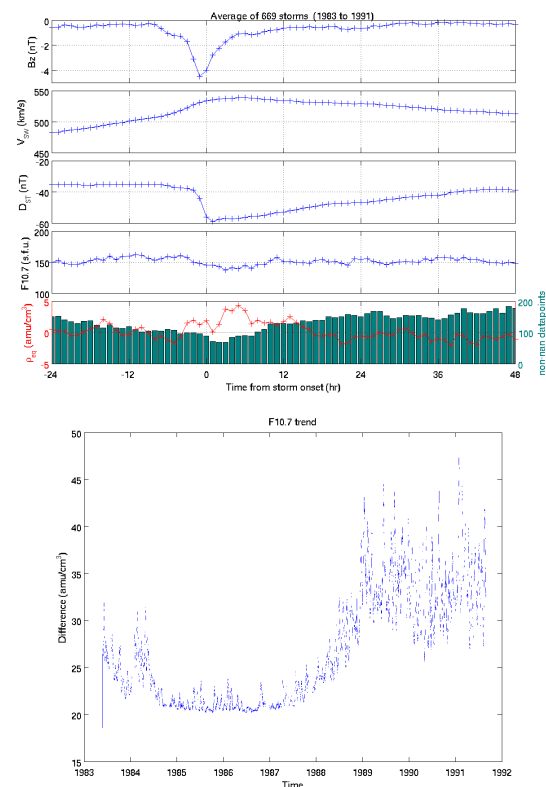 Average of 669 storms (1983 to 1991)
0
-2
-4
Bz (nT)
550
500
450
V_SW (km/s)
-20
-40
-60
D_ST (nT)
200
150
100
F10.7 (s.f.u.)
5
0
-5
ρ_eq (amu/cm³)
200
100
0
non-nan datapoints
-24 -12 0 12 24 36 48
Time from storm onset (hr)
F10.7 trend
50
45
40
35
30
25
20
15
Difference (amu/cm³)
1983 1984 1985 1986 1987 1988 1989 1990 1991 1992
Time